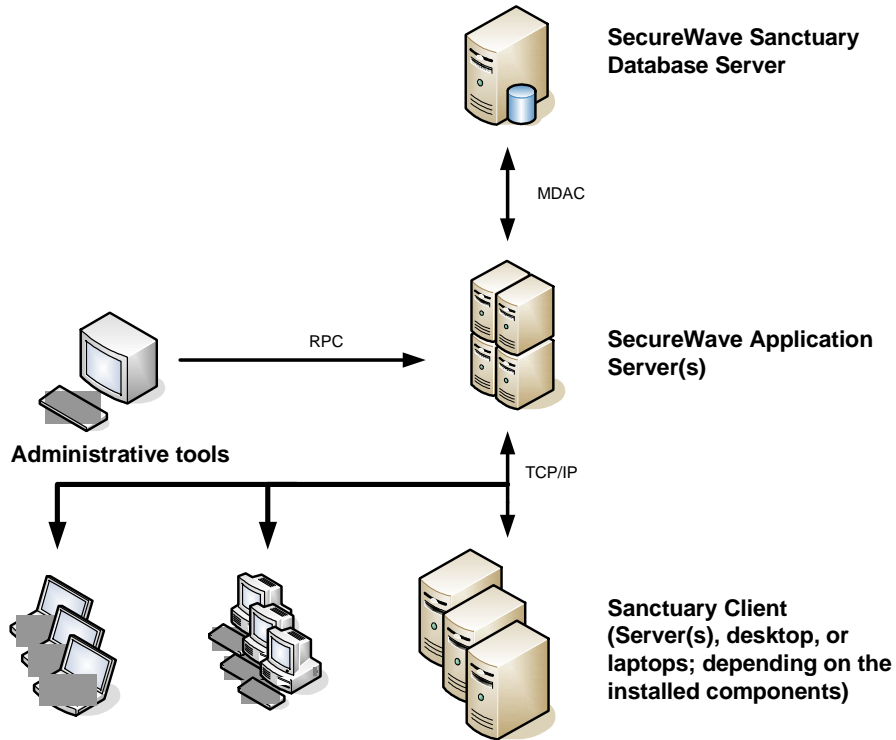 SecureWave Sanctuary
Database Server
MDAC
RPC
SecureWave Application
Server(s)
Administrative tools
TCP/IP
Sanctuary Client
(Server(s), desktop, or
laptops; depending on the
installed components)